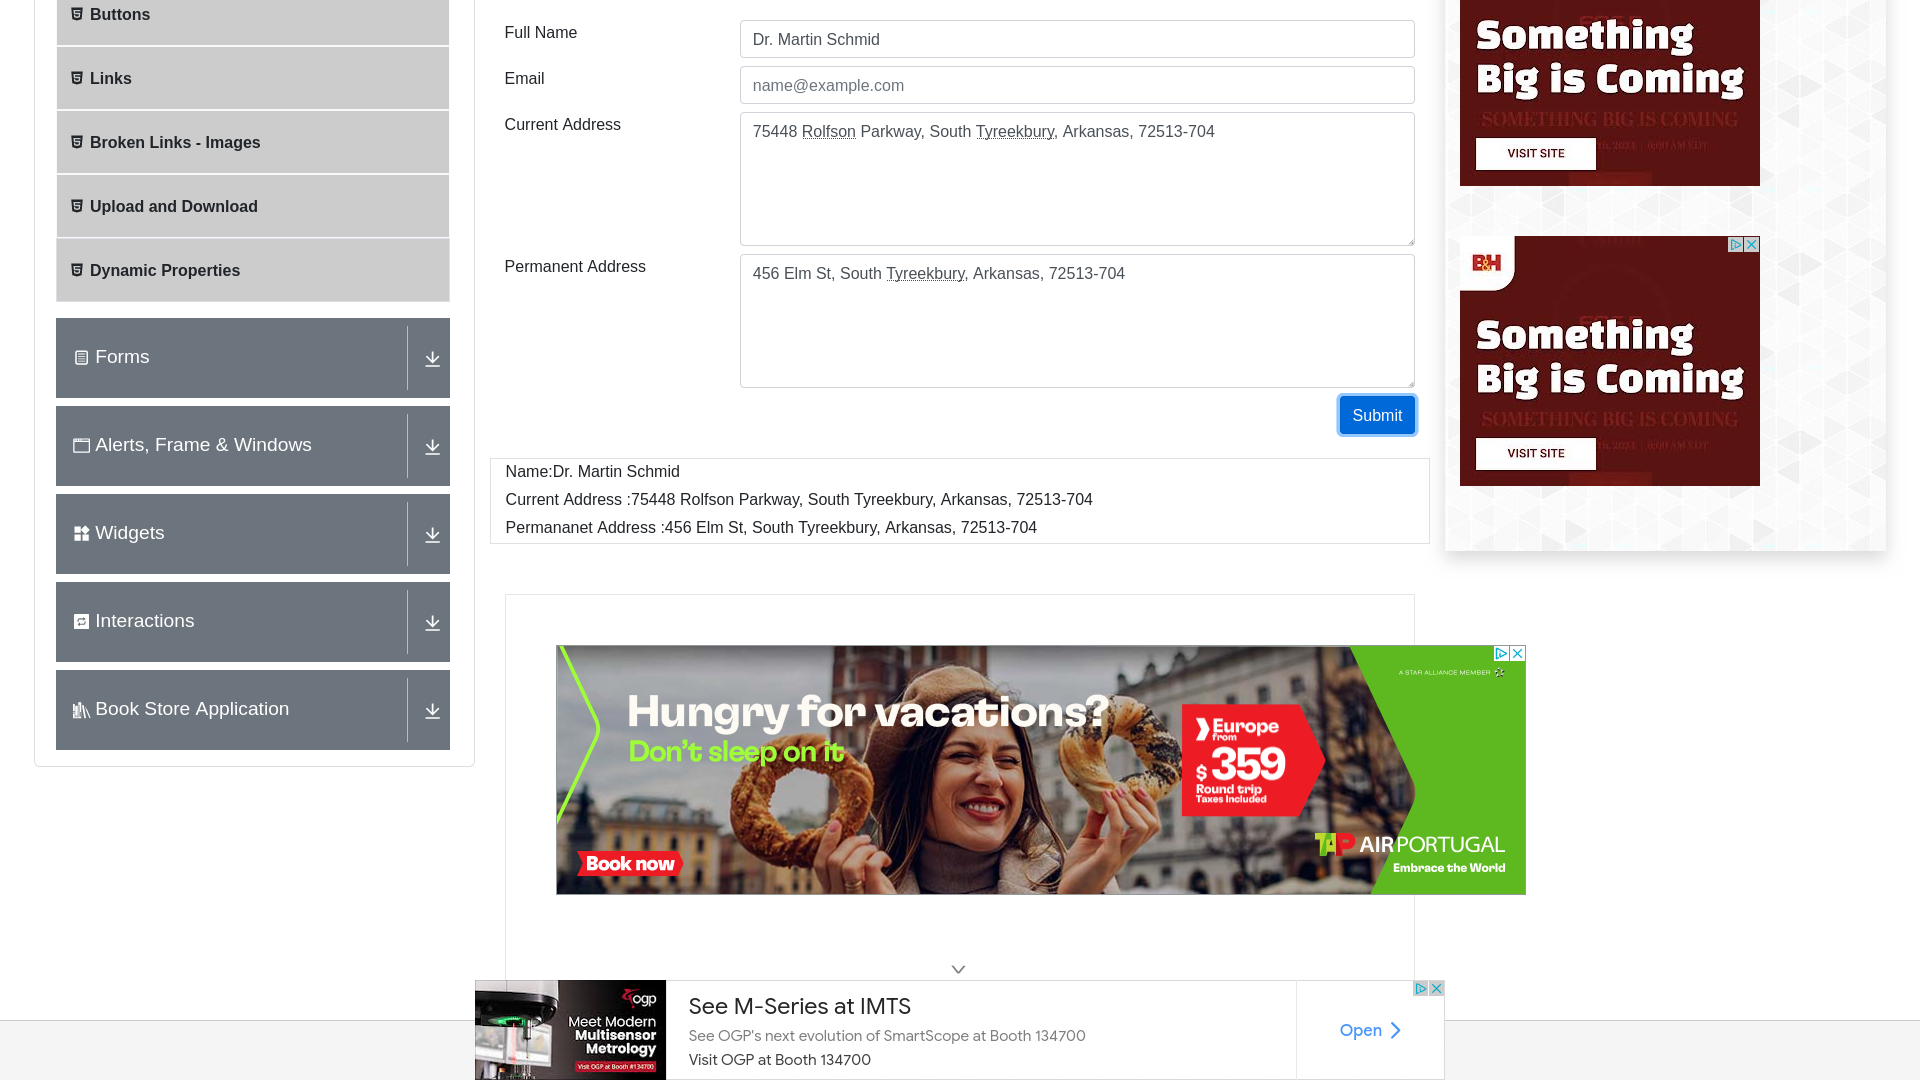 Buttons
Links
Broken Links - Images
Upload and Download
Dynamic Properties
Forms
Alerts, Frame & Windows
Widgets
Interactions
Book Store Application
Full Name
Dr. Martin Schmid
Email
name@example.com
Current Address
75448 Rolfson Parkway, South Tyreekbury, Arkansas, 72513-704
Permanent Address
456 Elm St, South Tyreekbury, Arkansas, 72513-704
Submit
Name:Dr. Martin Schmid
Current Address :75448 Rolfson Parkway, South Tyreekbury, Arkansas, 72513-704
Permananet Address :456 Elm St, South Tyreekbury, Arkansas, 72513-704
Something
Big is Coming
SOMETHING BIG IS COMING
VISIT SITE
B&H
Something
Big is Coming
SOMETHING BIG IS COMING
VISIT SITE
A STAR ALLIANCE MEMBER
Hungry for vacations?
Don't sleep on it
Europe
from
$359
Round trip
Taxes Included
Book now
TAP AIRPORTUGAL
Embrace the World
ogp
Meet Modern
Multisensor
Metrology
Visit OGP at Booth #134700
See M-Series at IMTS
See OGP's next evolution of SmartScope at Booth 134700
Visit OGP at Booth 134700
Open